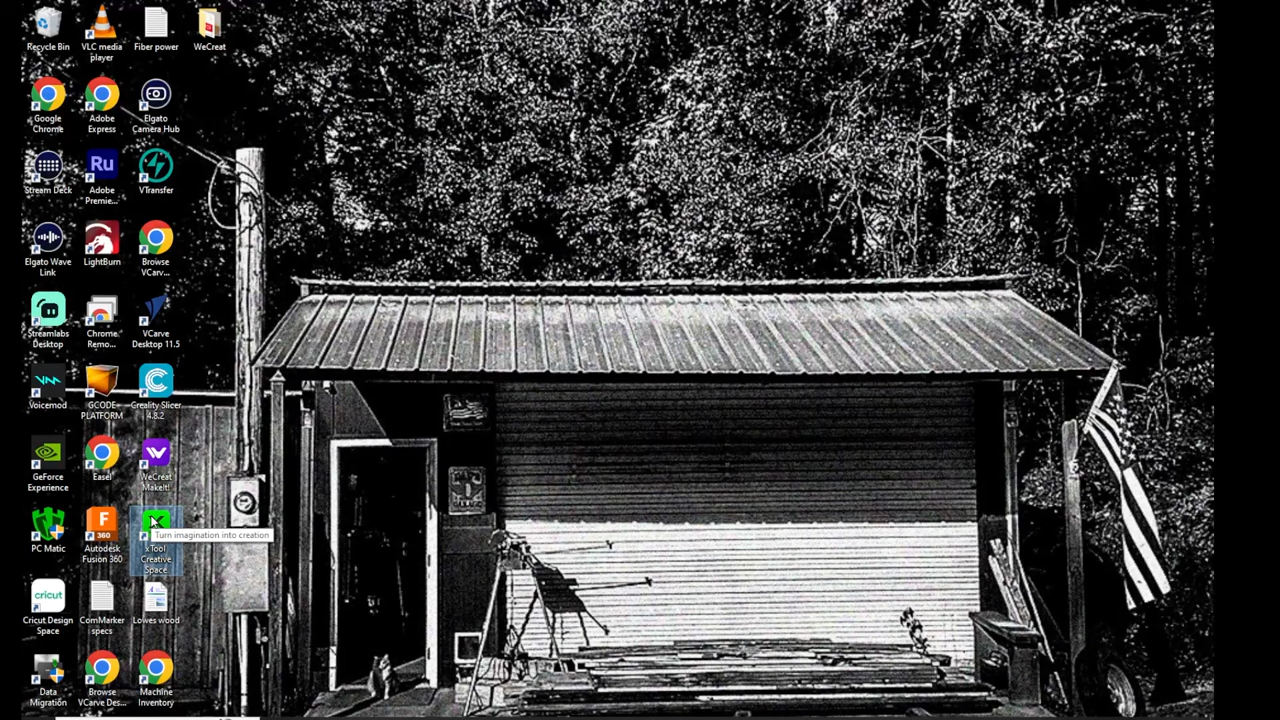 Recycle Bin
VLC media
player
Fiber power
WeCreat
Google
Chrome
Adobe
Express
Elgato
Camera Hub
Stream Deck
Ru
Adobe
Premie...
VTransfer
Elgato Wave
Link
LightBurn
Browse
VCarv...
Streamlabs
Desktop
Chrome
Remo...
VCarve
Desktop 11.5
Voicemod
GCODE
PLATFORM
Creality Slicer
4.8.2
GeForce
Experience
Easel
WeCreat
MakeIt!
PC Matic
F
360
Autodesk
Fusion 360
Turn imagination into creation
xTool
Creative
Space
cricut
Cricut Design
Space
ComMarker
specs
Lowes wood
Data
Migration
Browse
VCarve Des...
Machine
Inventory